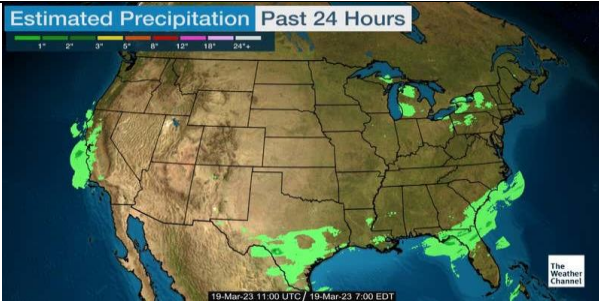 Estimated Precipitation Past 24 Hours
1" 2" 3" 5" 8" 12" 18" 24"+
The
Weather
Channel
19-Mar-23 11:00 UTC / 19-Mar-23 7:00 EDT